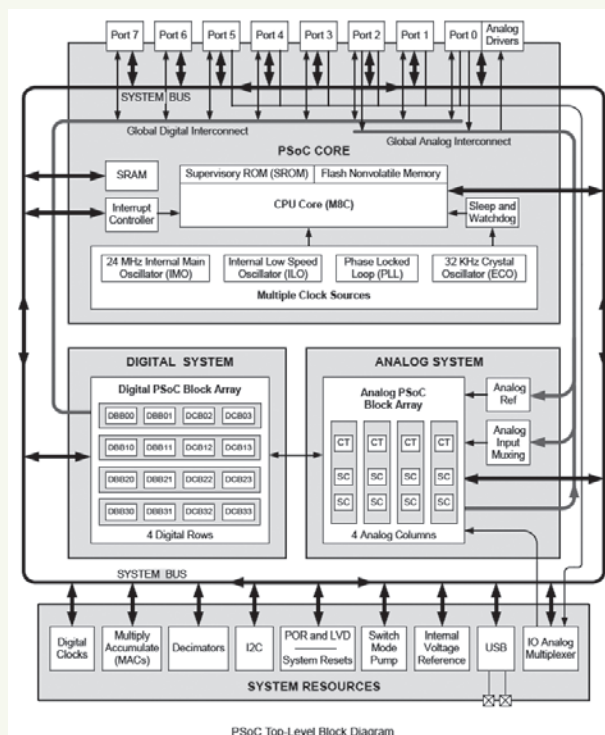 Port 7 Port 6 Port 5 Port 4 Port 3 Port 2 Port 1 Port 0 Analog Drivers
SYSTEM BUS
Global Digital Interconnect
Global Analog Interconnect
PSoC CORE
SRAM
Supervisory ROM (SROM) Flash Nonvolatile Memory
CPU Core (M8C)
Interrupt
Controller
Sleep and
Watchdog
24 MHz Internal Main
Oscillator (IMO)
Internal Low Speed
Oscillator (ILO)
Phase Locked
Loop (PLL)
32 KHz Crystal
Oscillator (ECO)
Multiple Clock Sources
DIGITAL SYSTEM
Digital PSoC Block Array
DBB00 DBB01 DCB02 DCB03
DBB10 DBB11 DCB12 DCB13
DBB20 DBB21 DCB22 DCB23
DBB30 DBB31 DCB32 DCB33
4 Digital Rows
ANALOG SYSTEM
Analog PSoC
Block Array
CT CT CT CT
SC SC SC SC
SC SC SC SC
4 Analog Columns
Analog
Ref
Analog
Input
Muxing
SYSTEM BUS
Digital
Clocks
Multiply
Accumulate
(MACs)
Decimators
I2C
POR and LVD
System Resets
Switch
Mode
Pump
Internal
Voltage
Reference
USB
IO Analog
Multiplexer
SYSTEM RESOURCES
PSoC Top-Level Block Diagram